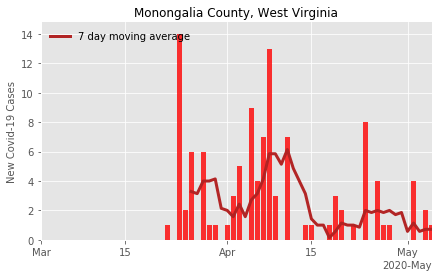 Monongalia County, West Virginia
7 day moving average
New Covid-19 Cases
14
12
10
8
6
4
2
0
Mar 15 Apr 15 May
2020-May